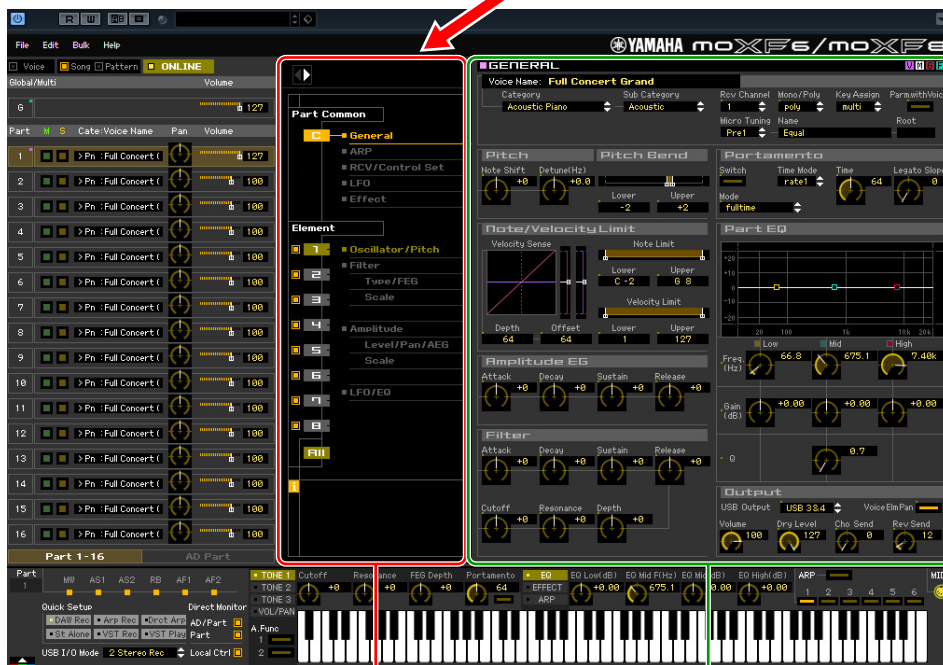 R W
File Edit Bulk Help
YAMAHA MOXF6/MOXF8
Voice Song Pattern ONLINE
Global/Multi Volume
G 127
Part M S Cate:Voice Name Pan Volume
1 >Pn :Full Concert ( 127
2 >Pn :Full Concert ( 100
3 >Pn :Full Concert ( 100
4 >Pn :Full Concert ( 100
5 >Pn :Full Concert ( 100
6 >Pn :Full Concert ( 100
7 >Pn :Full Concert ( 100
8 >Pn :Full Concert ( 100
9 >Pn :Full Concert ( 100
10 >Pn :Full Concert ( 100
11 >Pn :Full Concert ( 100
12 >Pn :Full Concert ( 100
13 >Pn :Full Concert ( 100
14 >Pn :Full Concert ( 100
15 >Pn :Full Concert ( 100
16 >Pn :Full Concert ( 100
Part 1-16 AD Part
Part Common
C General
ARP
RCV/Control Set
LFO
Effect
Element
1 Oscillator/Pitch
Filter
2 Type/FEG
3 Scale
4 Amplitude
5 Level/Pan/AEG
Scale
6
7 LFO/EQ
8
All
i
GENERAL
Voice Name: Full Concert Grand
Category Sub Category Rcv Channel Mono/Poly Key Assign Parm.withVoic
Acoustic Piano Acoustic 1 poly multi
Micro Tuning Name Root
Pre1 Equal
Pitch Pitch Bend
Note Shift Detune(Hz)
+0 +0.0
Lower Upper
-2 +2
Portamento
Switch Time Mode Time Legato Slope
rate1 64 0
Mode
fulltime
Note/Velocity Limit
Velocity Sense Note Limit
Lower Upper
C -2 G 8
Velocity Limit
Depth Offset Lower Upper
64 64 1 127
Part EQ
+20
+10
0
-10
-20
20 100 1k 10k 20k
Low Mid High
Freq. (Hz) 66.8 675.1 7.40k
Gain (dB) +0.00 +0.00 +0.00
Q 0.7
Amplitude EG
Attack Decay Sustain Release
+0 +0 +0 +0
Filter
Attack Decay Sustain Release
+0 +0 +0 +0
Cutoff Resonance Depth
+0 +0 +0
Output
USB Output USB 3&4 VoiceElmPan
Volume Dry Level Cho Send Rev Send
100 127 0 12
Part MW AS1 AS2 RB AF1 AF2
1
Quick Setup Direct Monitor
DAW Rec Arp Rec Drct Arp AD/Part
St Alone VST Rec VST Play Part
USB I/O Mode 2 Stereo Rec Local Ctrl
TONE 1 Cutoff Resonance FEG Depth Portamento EQ EQ Low(dB) EQ Mid F(Hz) EQ Mid(dB) EQ High(dB) ARP MID
TONE 2 +0 +0 +0 64 EFFECT +0.00 675.1 +0.00 +0.00 1 2 3 4 5 6
TONE 3 ARP
VOL/PAN
A.Func
1
2